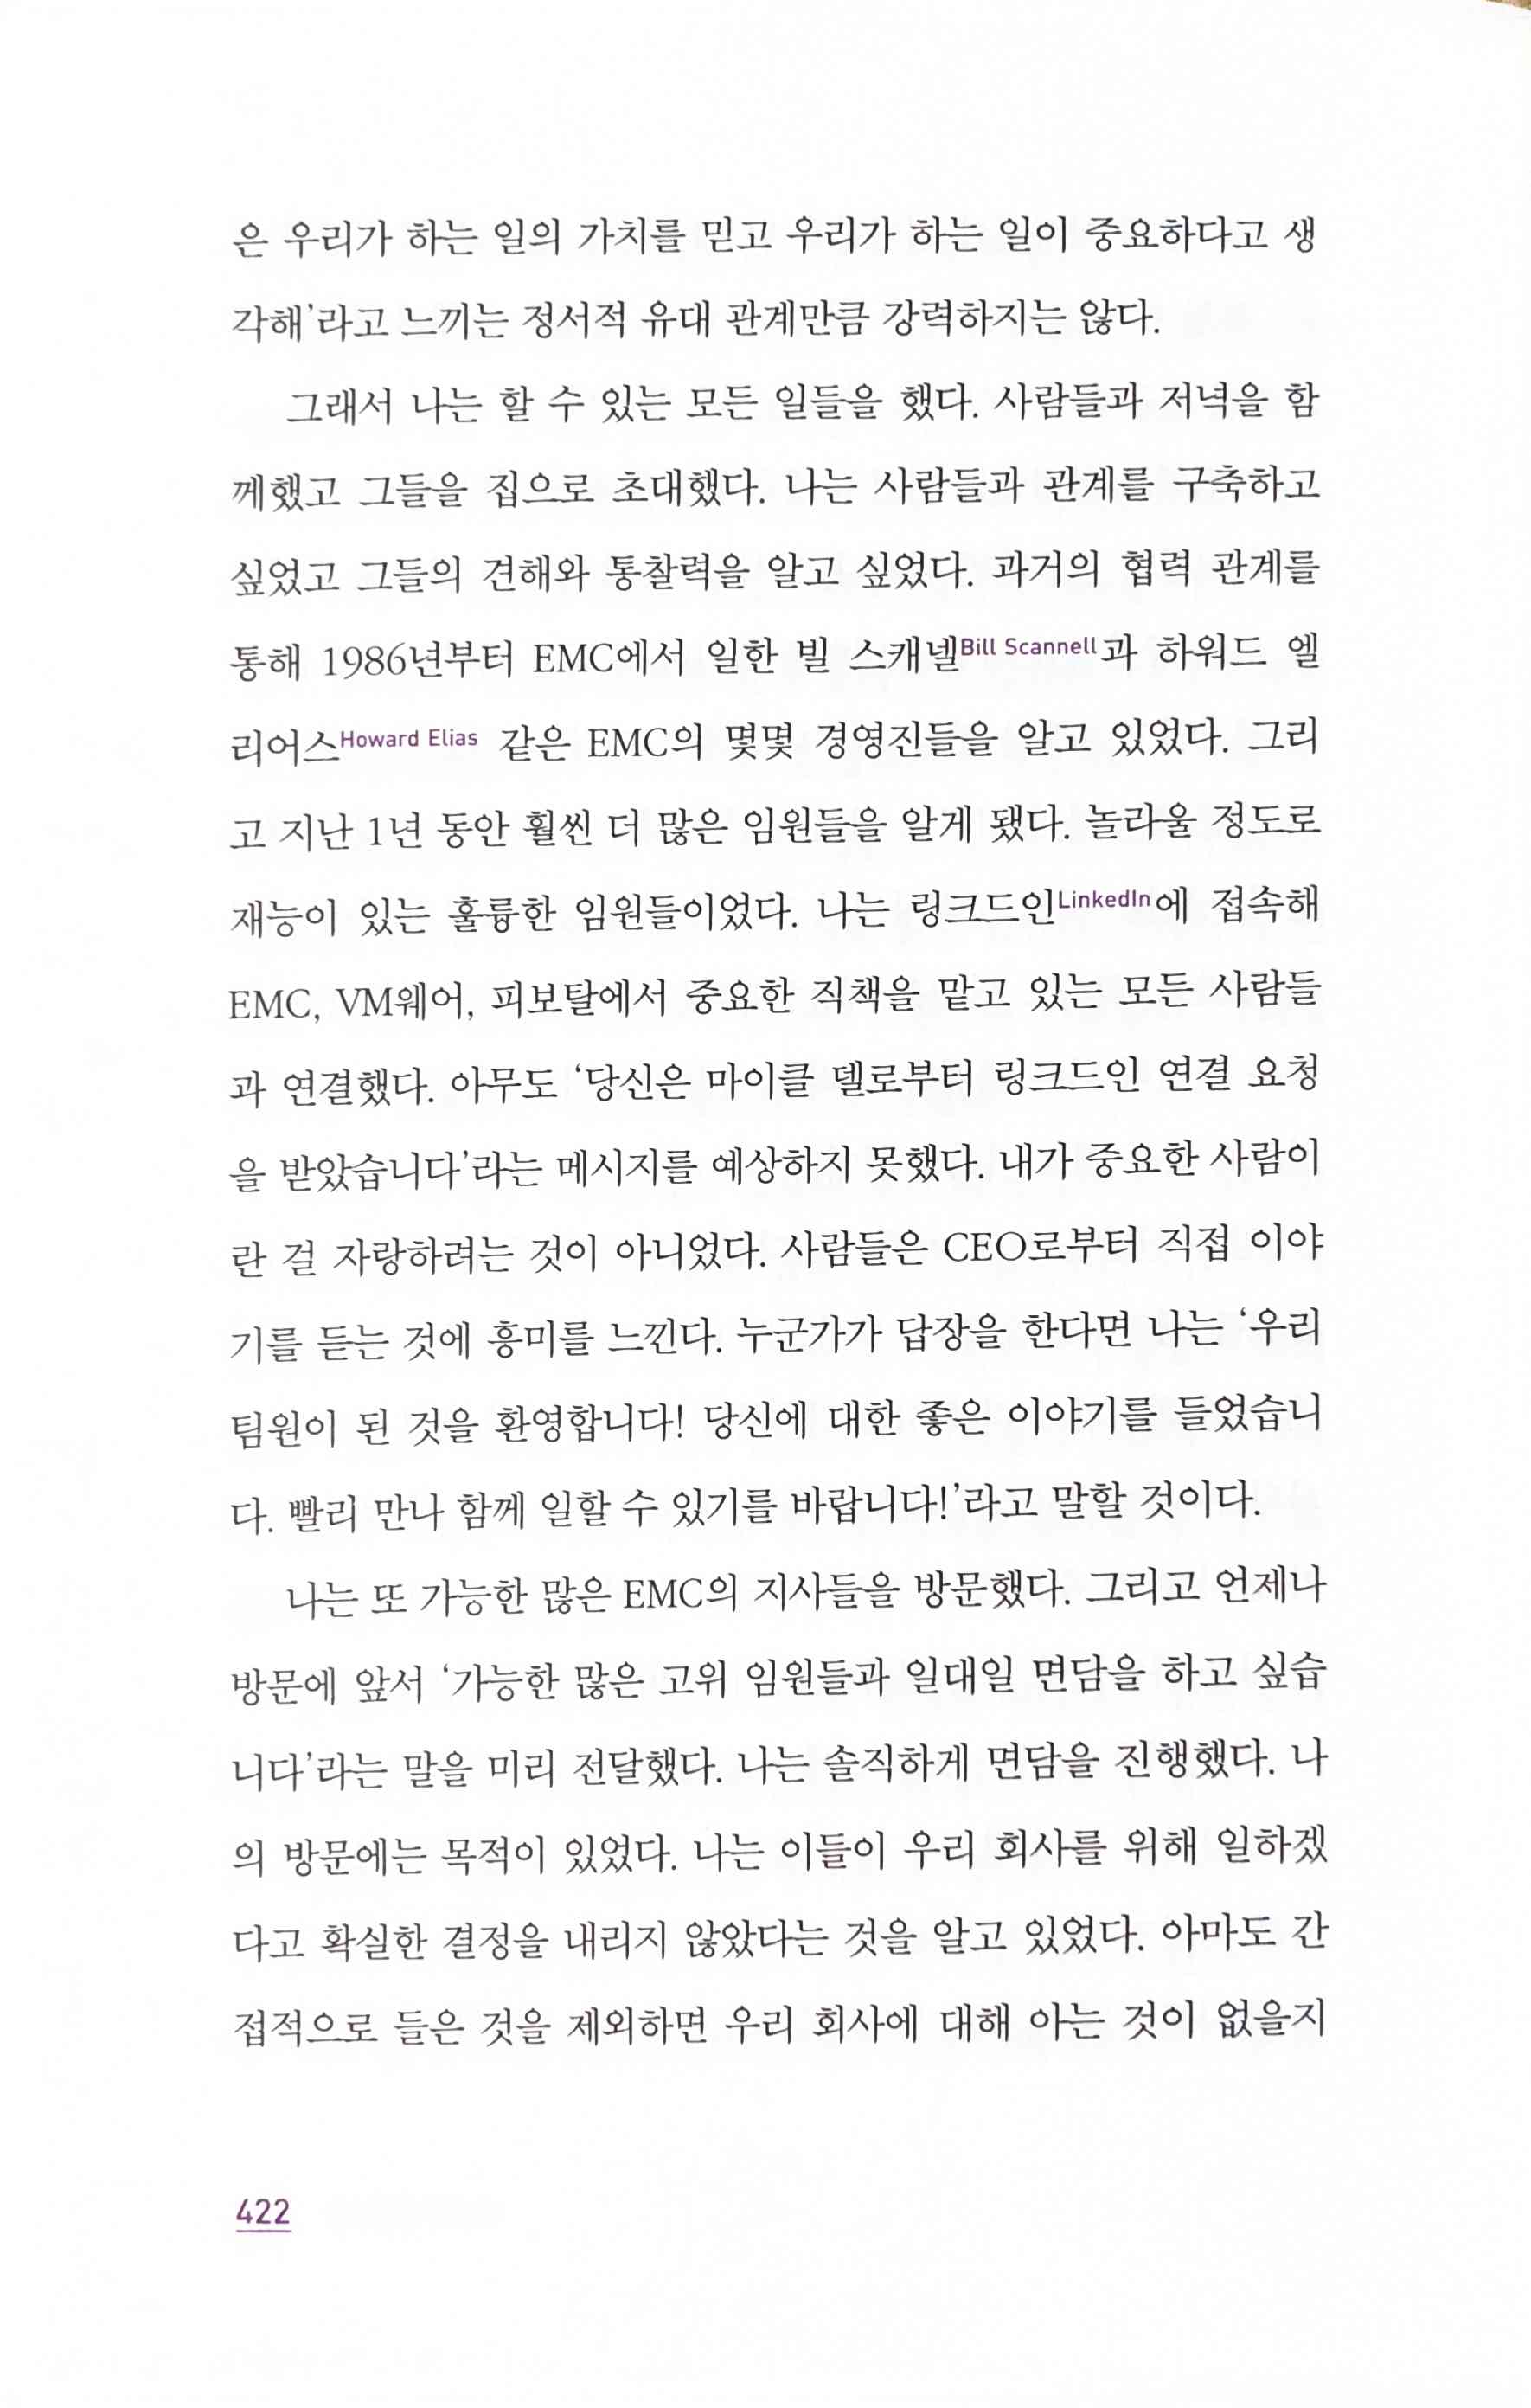 은 우리가 하는 일의 가치를 믿고 우리가 하는 일이 중요하다고 생
각해’라고 느끼는 정서적 유대 관계만큼 강력하지는 않다.
그래서 나는 할 수 있는 모든 일들을 했다. 사람들과 저녁을 함
께했고 그들을 집으로 초대했다. 나는 사람들과 관계를 구축하고
싶었고 그들의 견해와 통찰력을 알고 싶었다. 과거의 협력 관계를
통해 1986년부터 EMC에서 일한 빌 스캐넬Bill Scannell과 하워드 엘
리어스Howard Elias 같은 EMC의 몇몇 경영진들을 알고 있었다. 그리
고 지난 1년 동안 훨씬 더 많은 임원들을 알게 됐다. 놀라울 정도로
재능이 있는 훌륭한 임원들이었다. 나는 링크드인LinkedIn에 접속해
EMC, VM웨어, 피보탈에서 중요한 직책을 맡고 있는 모든 사람들
과 연결했다. 아무도 ‘당신은 마이클 델로부터 링크드인 연결 요청
을 받았습니다’라는 메시지를 예상하지 못했다. 내가 중요한 사람이
란 걸 자랑하려는 것이 아니었다. 사람들은 CEO로부터 직접 이야
기를 듣는 것에 흥미를 느낀다. 누군가가 답장을 한다면 나는 ‘우리
팀원이 된 것을 환영합니다! 당신에 대한 좋은 이야기를 들었습니
다. 빨리 만나 함께 일할 수 있기를 바랍니다!’라고 말할 것이다.
나는 또 가능한 많은 EMC의 지사들을 방문했다. 그리고 언제나
방문에 앞서 ‘가능한 많은 고위 임원들과 일대일 면담을 하고 싶습
니다’라는 말을 미리 전달했다. 나는 솔직하게 면담을 진행했다. 나
의 방문에는 목적이 있었다. 나는 이들이 우리 회사를 위해 일하겠
다고 확실한 결정을 내리지 않았다는 것을 알고 있었다. 아마도 간
접적으로 들은 것을 제외하면 우리 회사에 대해 아는 것이 없을지
422